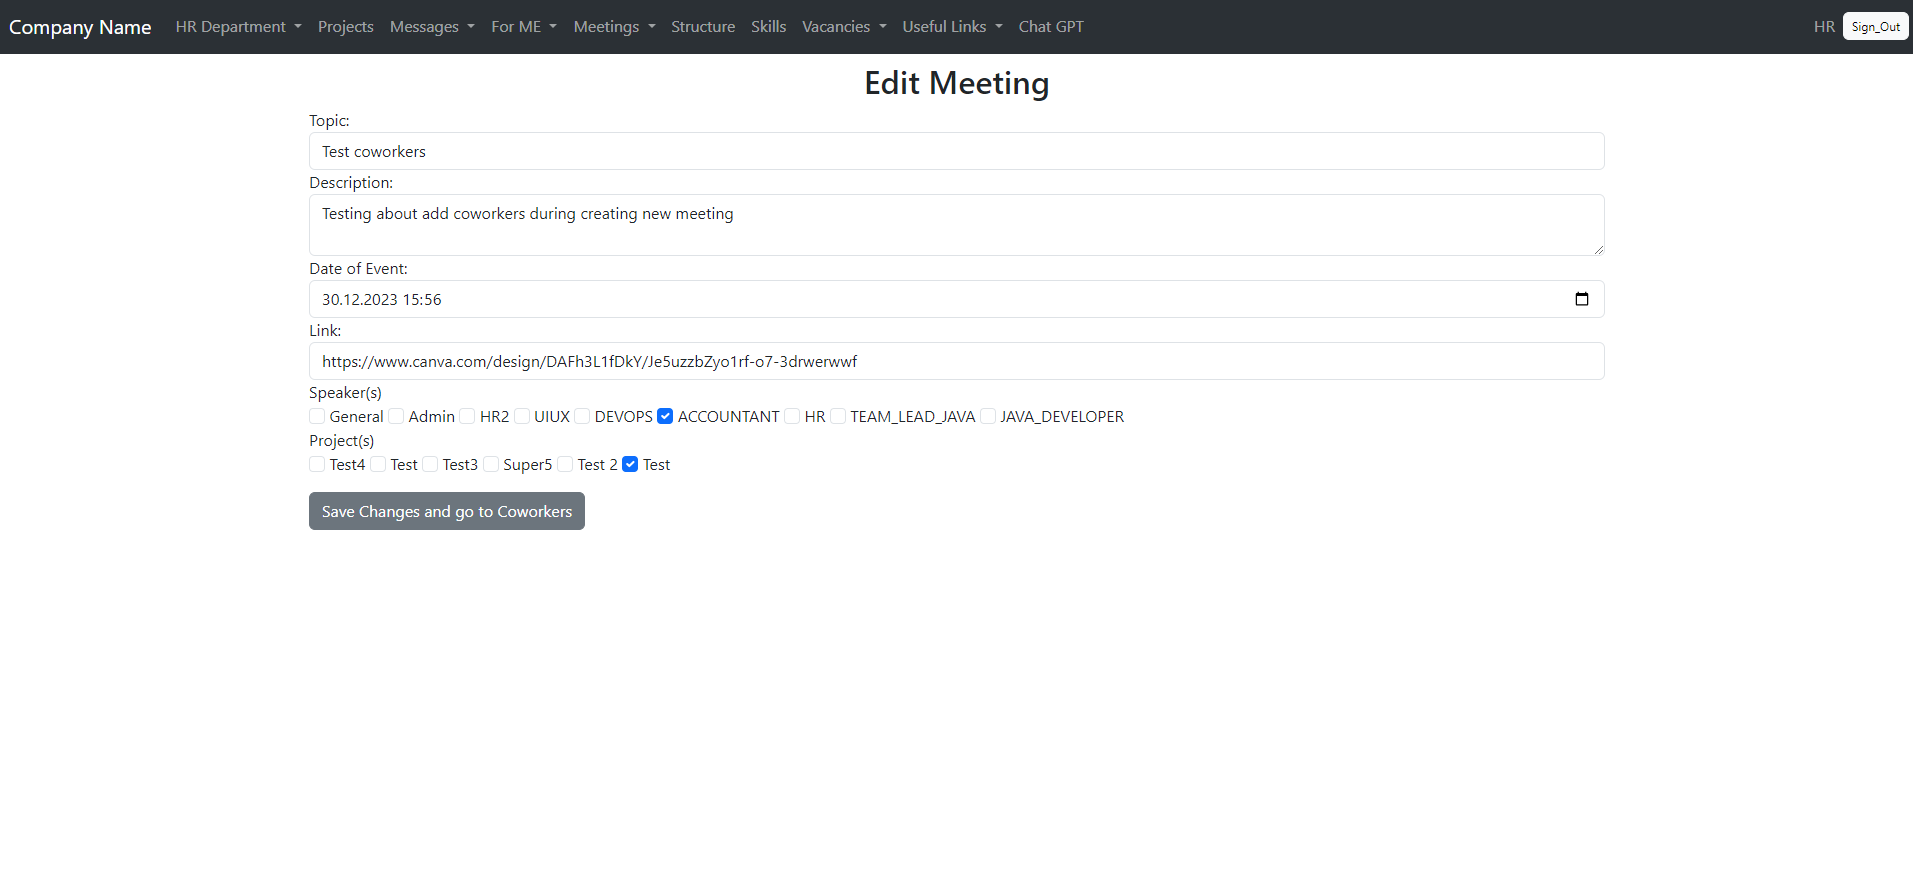 Company Name HR Department Projects Messages For ME Meetings Structure Skills Vacancies Useful Links Chat GPT HR Sign_Out
Edit Meeting
Topic:
Test coworkers
Description:
Testing about add coworkers during creating new meeting
Date of Event:
30.12.2023 15:56
Link:
https://www.canva.com/design/DAFh3L1fDkY/Je5uzzbZyo1rf-o7-3drwerwwf
Speaker(s)
General Admin HR2 UIUX DEVOPS ACCOUNTANT HR TEAM_LEAD_JAVA JAVA_DEVELOPER
Project(s)
Test4 Test Test3 Super5 Test 2 Test
Save Changes and go to Coworkers